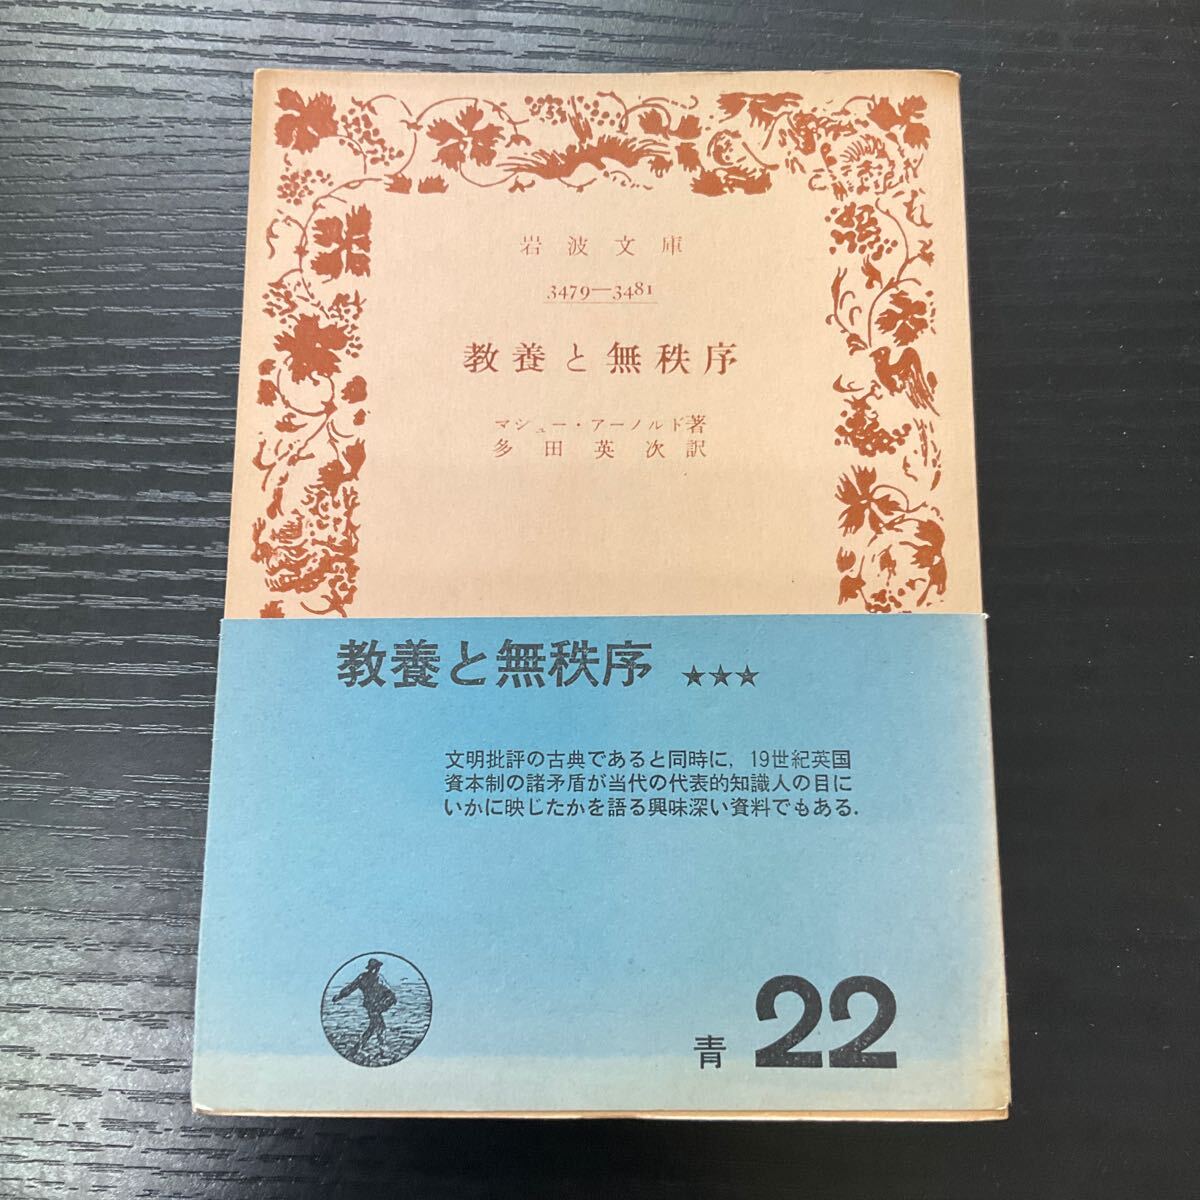 岩波文庫
3479—3481
教養と無秩序
マシュー・アーノルド著
多田英次訳
教養と無秩序 ★★★
文明批評の古典であると同時に，19世紀英国
資本制の諸矛盾が当代の代表的知識人の目に
いかに映じたかを語る興味深い資料でもある．
青 22